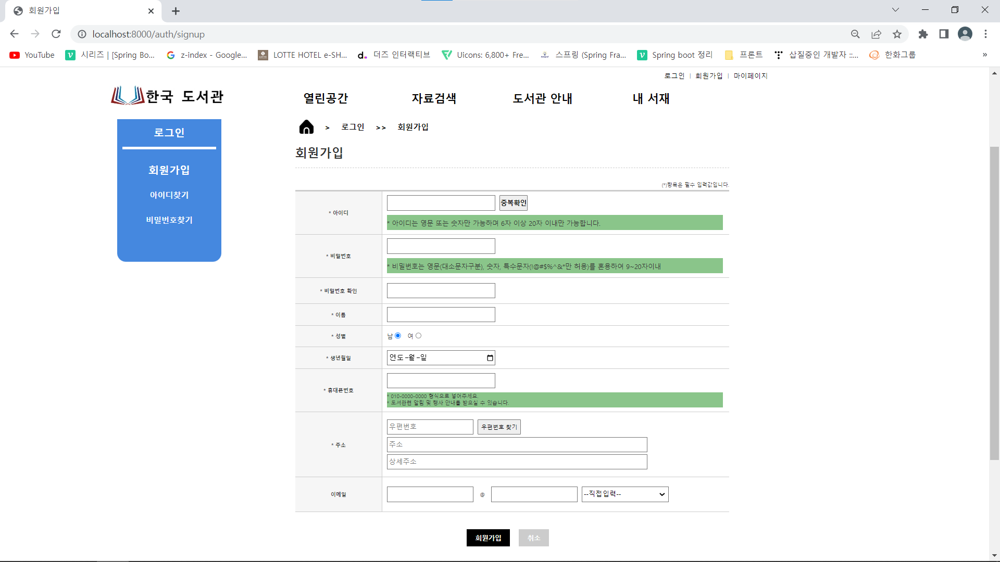 회원가입
localhost:8000/auth/signup
YouTube
시리즈 | [Spring Bo...
z-index - Google...
LOTTE HOTEL e-SH...
더즈 인터랙티브
Uicons: 6,800+ Fre...
스프링 (Spring Fra...
Spring boot 정리
프론트
삽질중인 개발자 ::...
한화그룹
»
로그인 | 회원가입 | 마이페이지
한국 도서관
열린공간
자료검색
도서관 안내
내 서재
로그인
회원가입
아이디찾기
비밀번호찾기
> 로그인 >> 회원가입
회원가입
(*)항목은 필수 입력값입니다.
* 아이디
중복확인
* 아이디는 영문 또는 숫자만 가능하며 6자 이상 20자 이내만 가능합니다.
* 비밀번호
* 비밀번호는 영문(대소문자구분), 숫자, 특수문자(!@#$%^&*만 허용)를 혼용하여 9~20자이내
* 비밀번호 확인
* 이름
* 성별
남 여
* 생년월일
연도-월-일
* 휴대폰번호
* 010-0000-0000 형식으로 넣어주세요.
* 도서관련 알림 및 행사 안내를 받으실 수 있습니다.
* 주소
우편번호
우편번호 찾기
주소
상세주소
이메일
@
--직접입력--
회원가입
취소